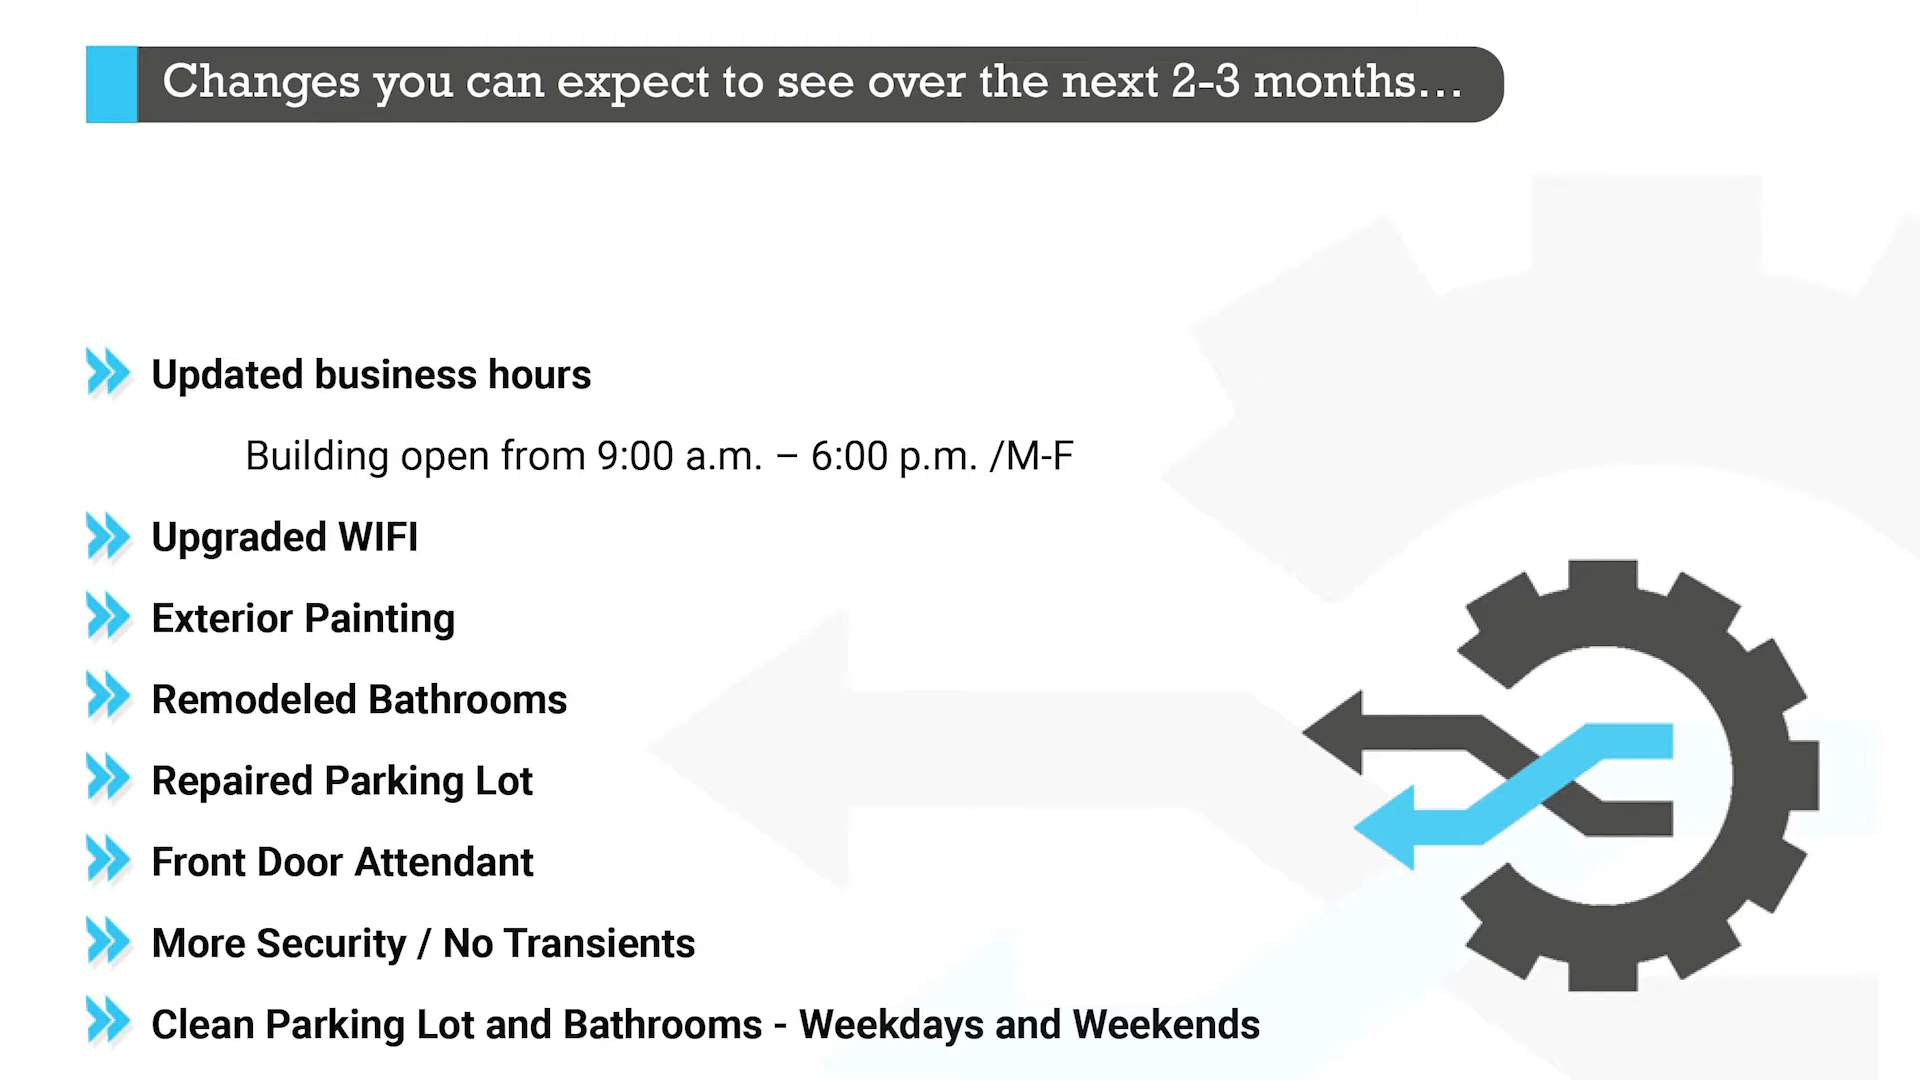 Changes you can expect to see over the next 2-3 months...
Updated business hours
Building open from 9:00 a.m. – 6:00 p.m. /M-F
Upgraded WIFI
Exterior Painting
Remodeled Bathrooms
Repaired Parking Lot
Front Door Attendant
More Security / No Transients
Clean Parking Lot and Bathrooms - Weekdays and Weekends